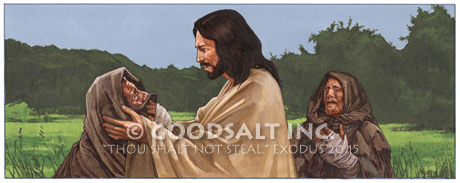 © GOODSALT INC.
"THOU SHALT NOT STEAL." EXODUS 20:15